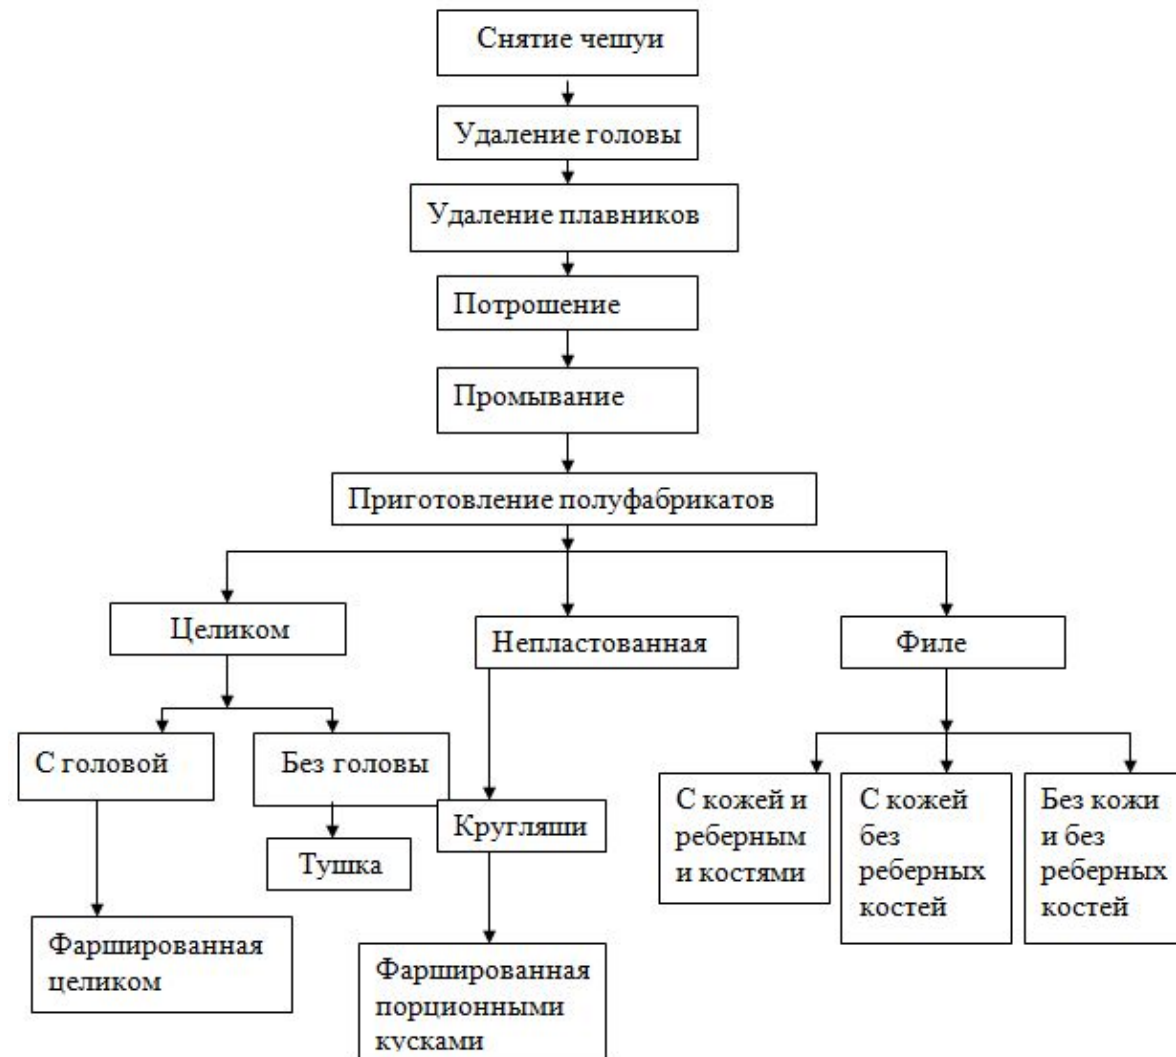 Снятие чешуи
Удаление головы
Удаление плавников
Потрошение
Промывание
Приготовление полуфабрикатов
Целиком
Непластованная
Филе
С головой
Без головы
Тушка
Кругляши
С кожей и
реберным
и костями
С кожей
без
реберных
костей
Без кожи
и без
реберных
костей
Фаршированная
целиком
Фаршированная
порционными
кусками